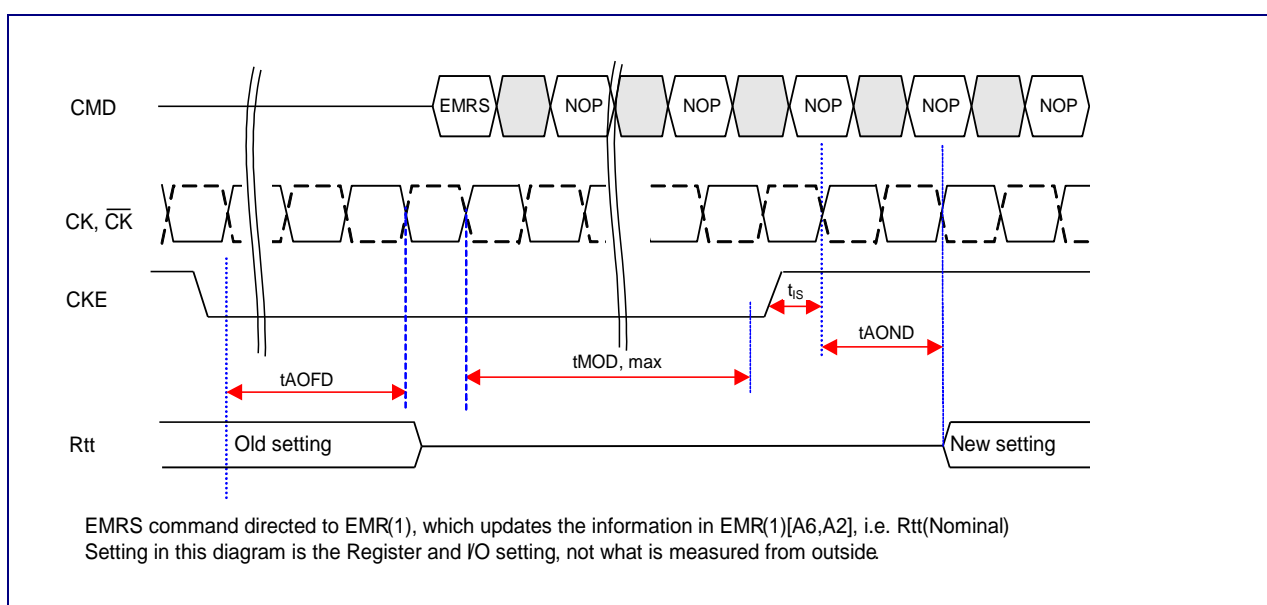 CMD EMRS NOP NOP NOP NOP NOP
CK, C̅K̅
CKE tIS
tAOND
tMOD, max
tAOFD
Rtt Old setting New setting
EMRS command directed to EMR(1), which updates the information in EMR(1)[A6,A2], i.e. Rtt(Nominal)
Setting in this diagram is the Register and I/O setting, not what is measured from outside.